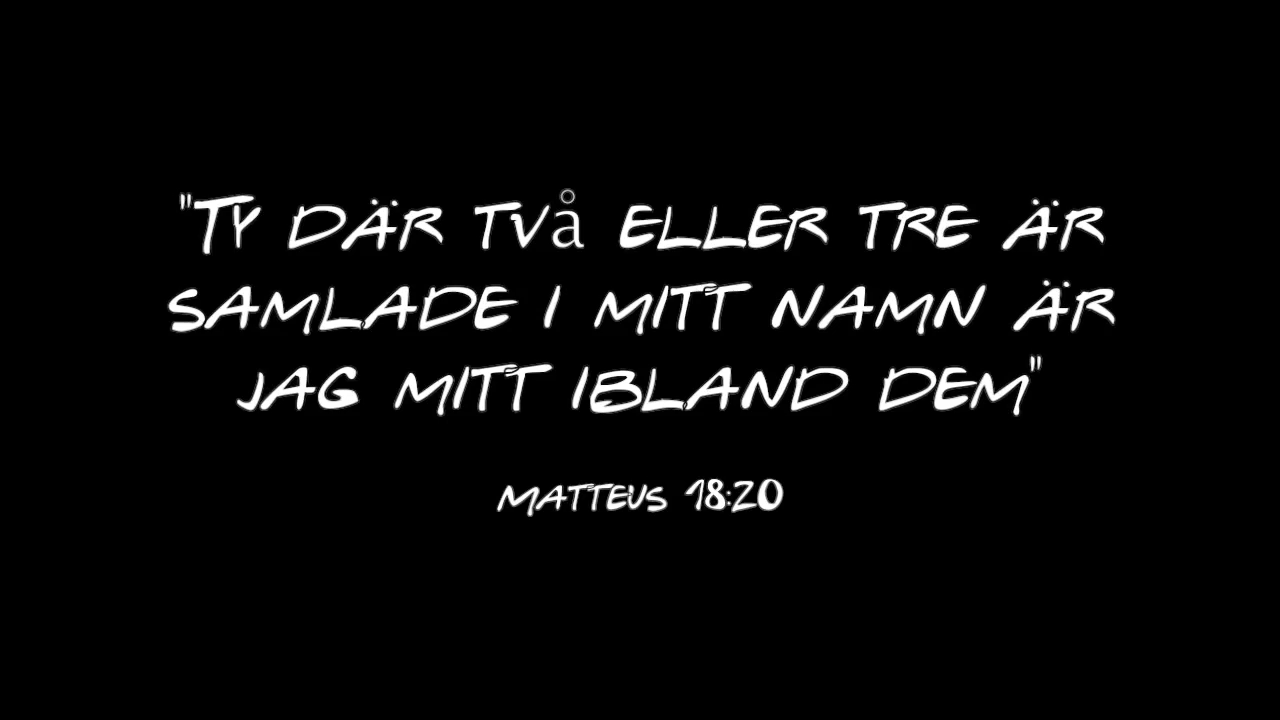 "Ty där två eller tre är
samlade i mitt namn är
jag mitt ibland dem"
Matteus 18:20